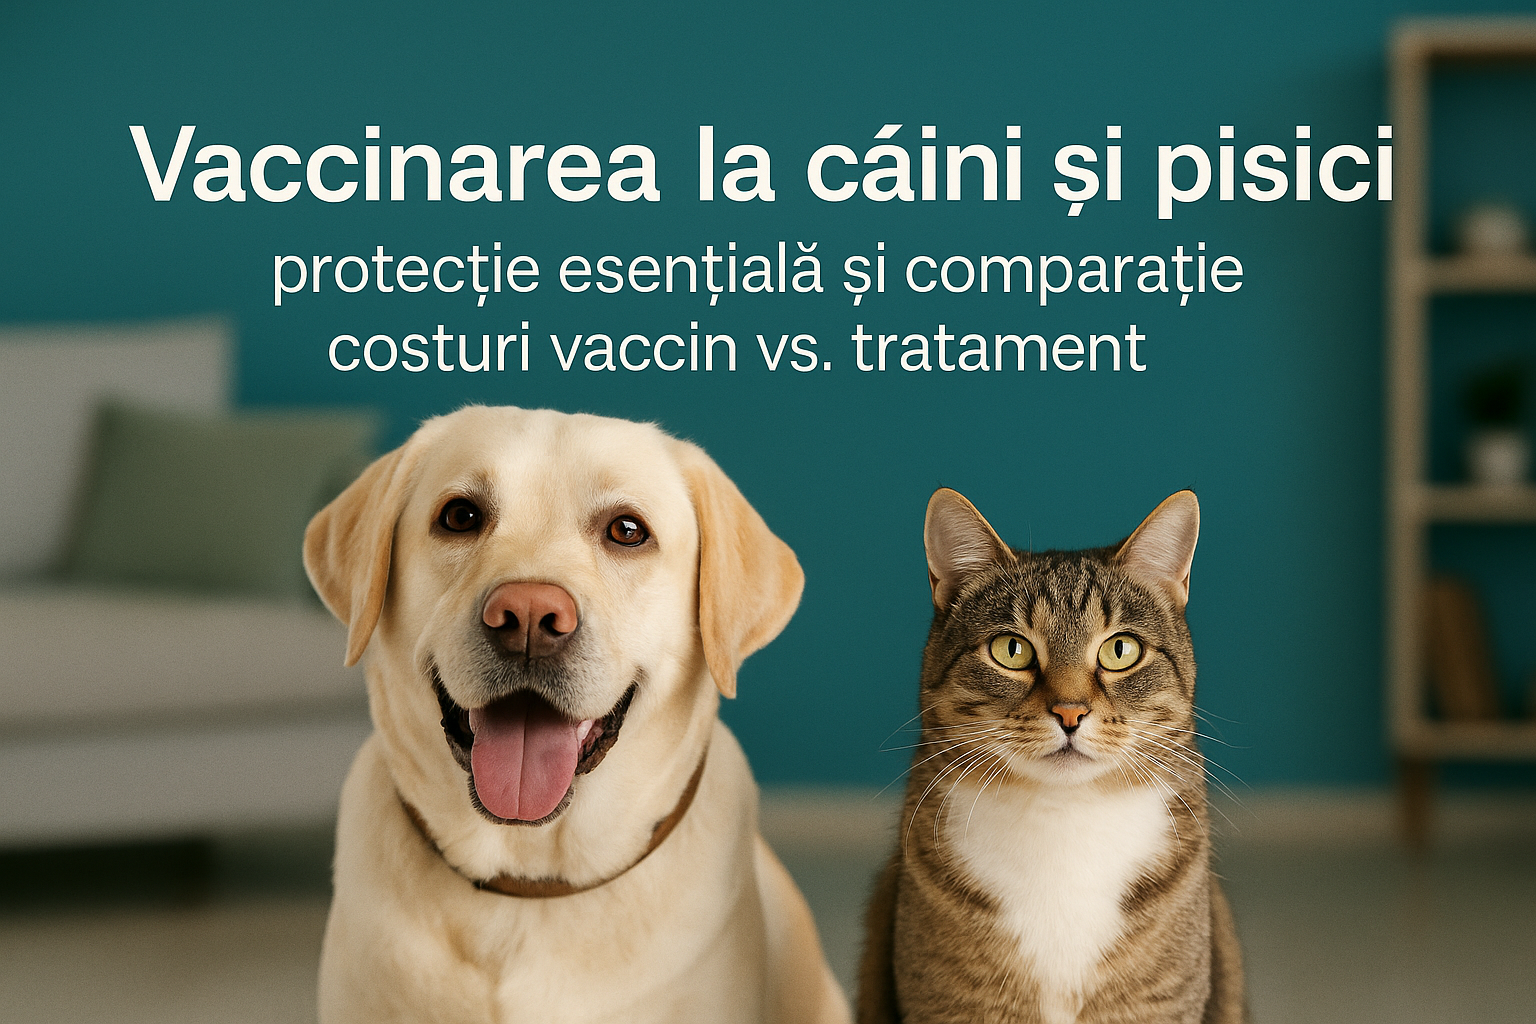 Vaccinarea la cáini și pisici
protecție esențială și comparație
costuri vaccin vs. tratament